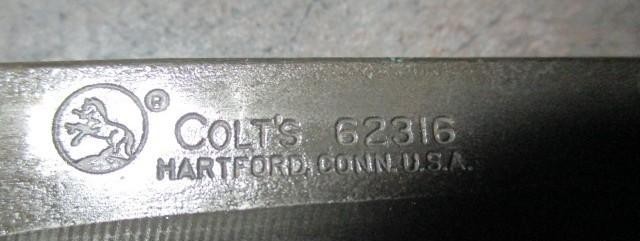 ® COLT'S 62316
HARTFORD, CONN. U.S.A.